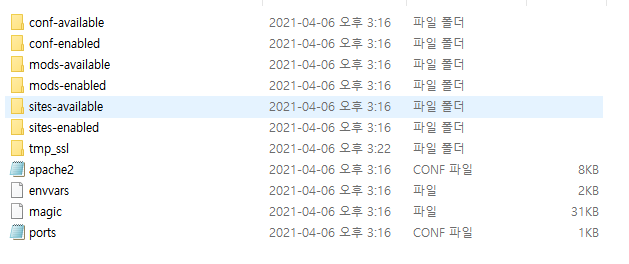 conf-available 2021-04-06 오후 3:16 파일 폴더
conf-enabled 2021-04-06 오후 3:16 파일 폴더
mods-available 2021-04-06 오후 3:16 파일 폴더
mods-enabled 2021-04-06 오후 3:16 파일 폴더
sites-available 2021-04-06 오후 3:16 파일 폴더
sites-enabled 2021-04-06 오후 3:16 파일 폴더
tmp_ssl 2021-04-06 오후 3:22 파일 폴더
apache2 2021-04-06 오후 3:16 CONF 파일 8KB
envvars 2021-04-06 오후 3:16 파일 2KB
magic 2021-04-06 오후 3:16 파일 31KB
ports 2021-04-06 오후 3:16 CONF 파일 1KB